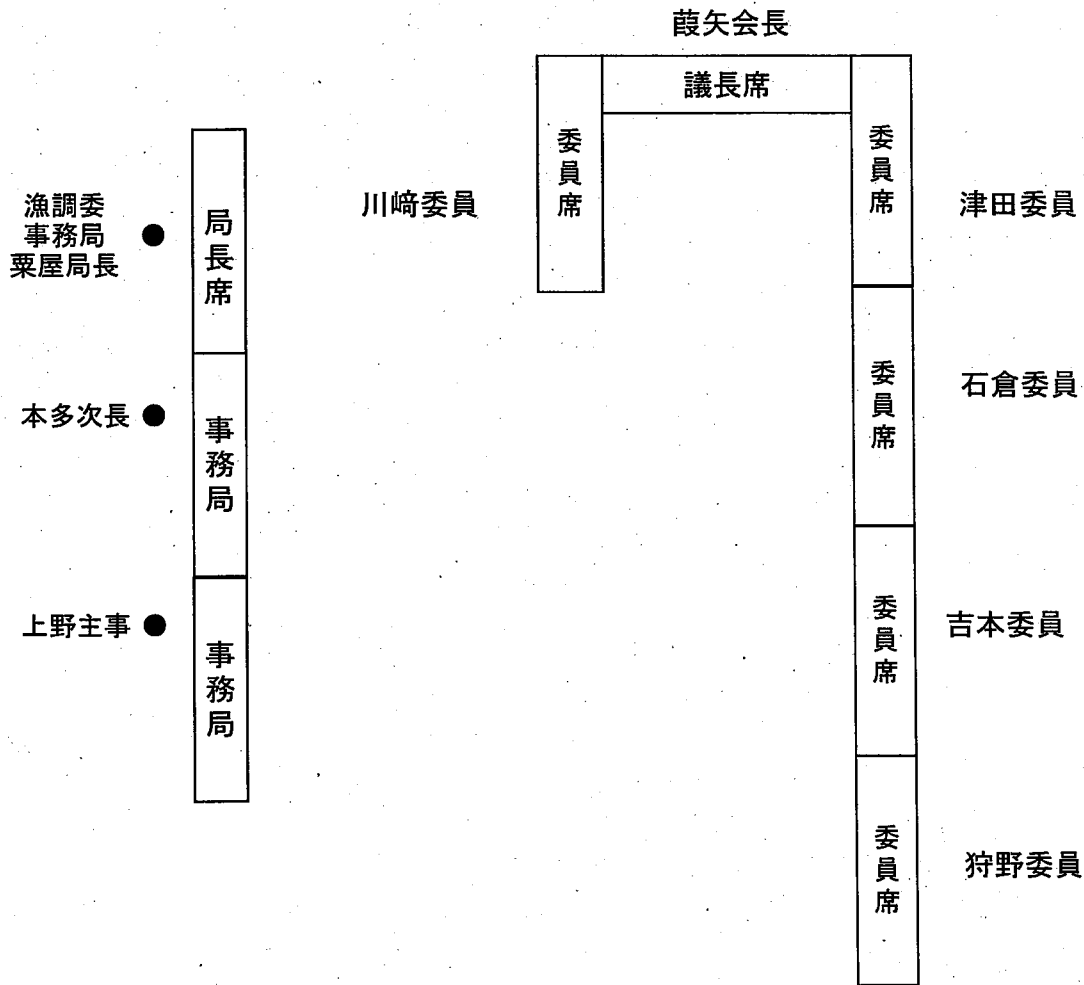 葭矢会長
議長席
委員席
委員席
川﨑委員
津田委員
漁調委
事務局
粟屋局長
局長席
委員席
石倉委員
本多次長
事務局
上野主事
事務局
委員席
吉本委員
委員席
狩野委員